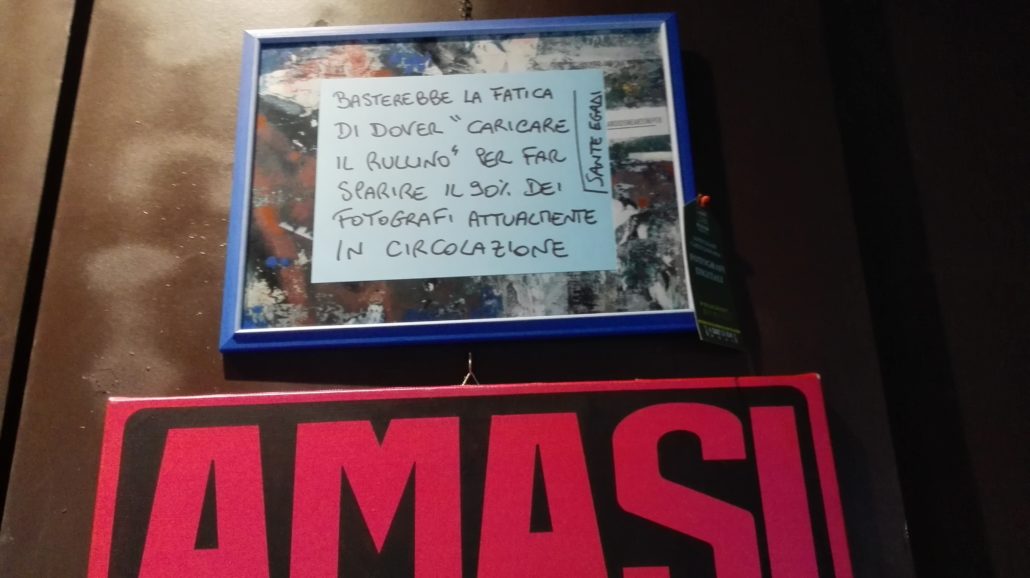 BASTEREBBE LA FATICA
DI DOVER "CARICARE
IL RULLINO" PER FAR
SPARIRE IL 90% DEI
FOTOGRAFI ATTUALMENTE
IN CIRCOLAZIONE
SANTE EGADI
AMASI